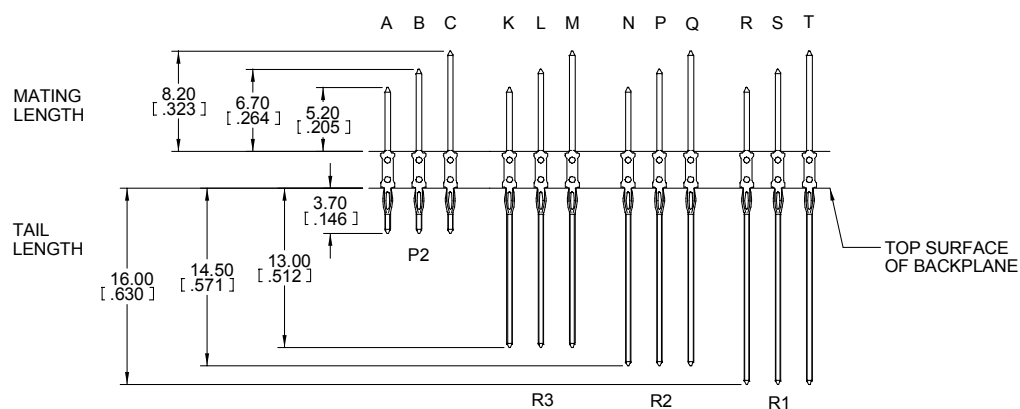 A B C K L M N P Q R S T
MATING
LENGTH
8.20
[ .323 ]
6.70
[ .264 ]
5.20
[ .205 ]
TAIL
LENGTH
16.00
[ .630 ]
14.50
[ .571 ]
13.00
[ .512 ]
3.70
[ .146 ]
P2
TOP SURFACE
OF BACKPLANE
R3 R2 R1